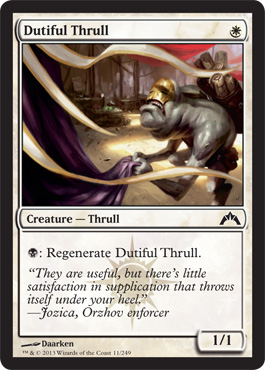 Dutiful Thrull
Creature — Thrull
: Regenerate Dutiful Thrull.
“They are useful, but there’s little
satisfaction in supplication that throws
itself under your heel.”
—Jozica, Orzhov enforcer
Daarken
1/1
™ & © 2013 Wizards of the Coast 11/249